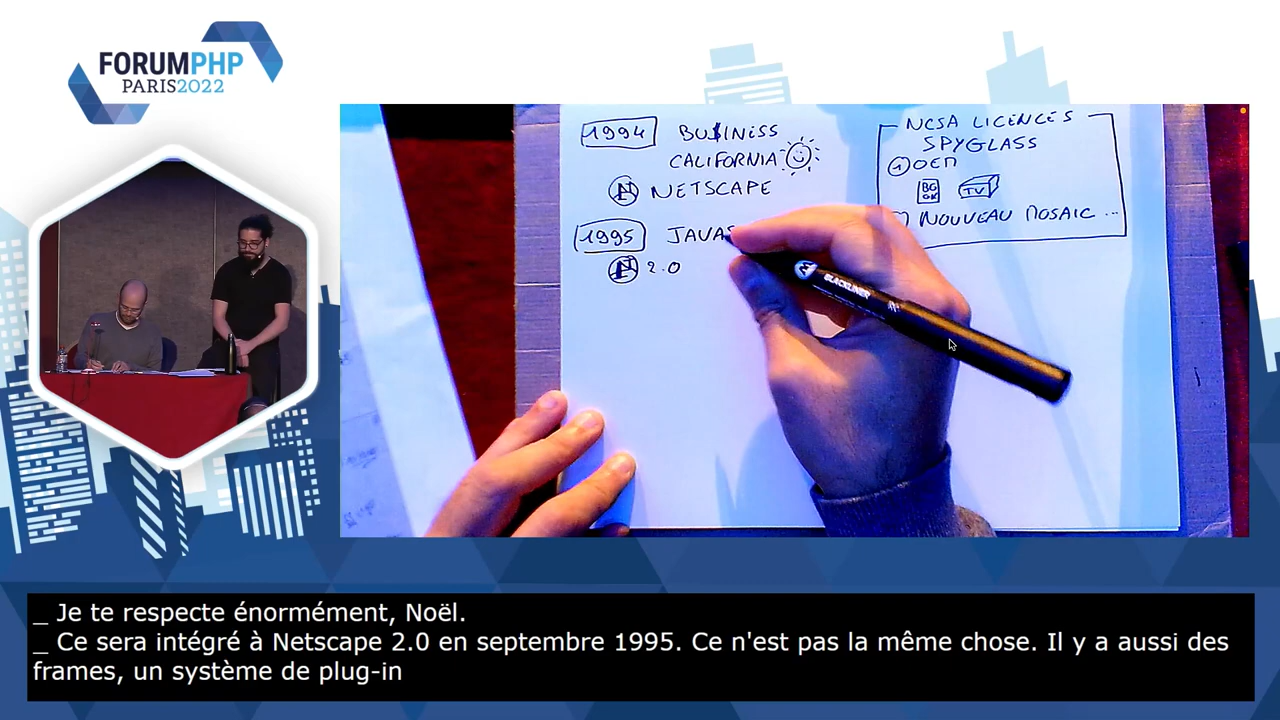 FORUMPHP
PARIS2022
1994 BU$INESS
CALIFORNIA
N NETSCAPE
1995 JAVAS
N 2.0
NCSA LICENCES
SPYGLASS
1 OEM
TV
NOUVEAU MOSAIC ...
BLACKLINER
_ Je te respecte énormément, Noël.
_ Ce sera intégré à Netscape 2.0 en septembre 1995. Ce n'est pas la même chose. Il y a aussi des
frames, un système de plug-in